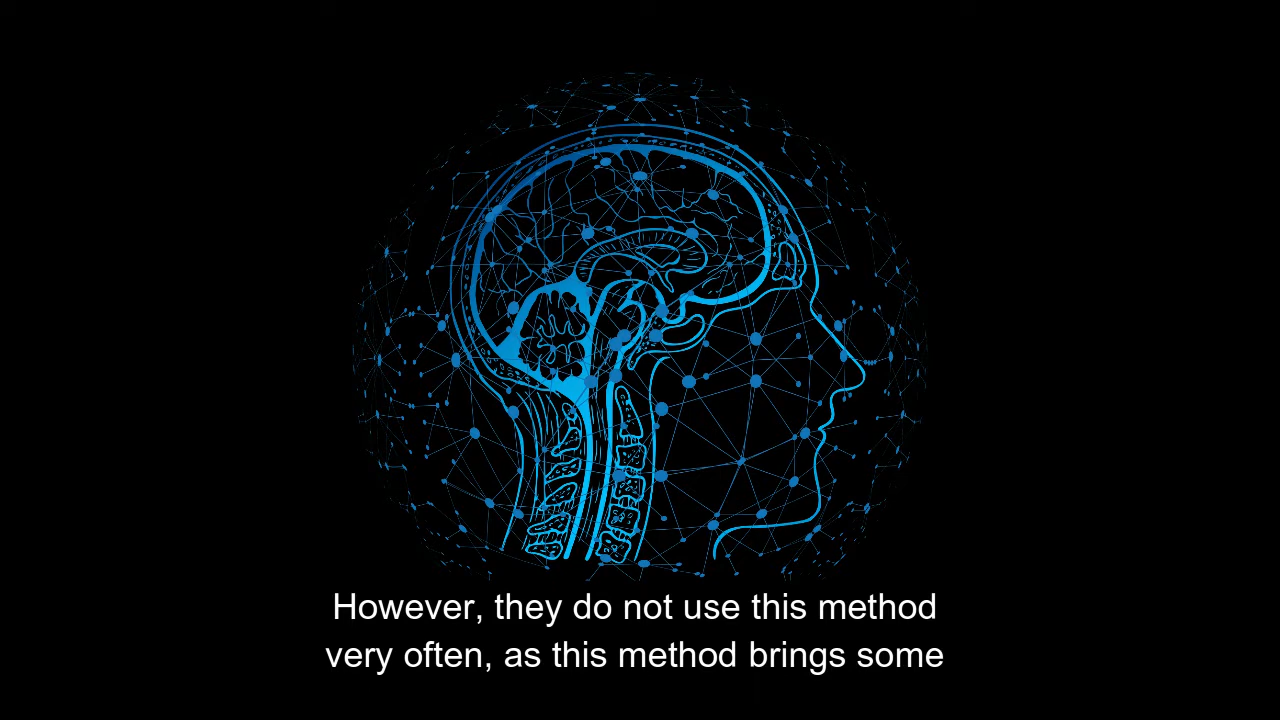 However, they do not use this method
very often, as this method brings some